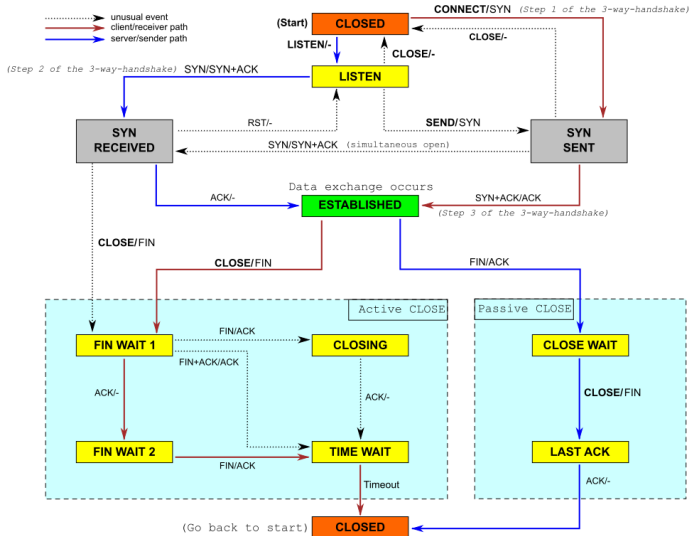 unusual event
client/receiver path
server/sender path
(Start)
CLOSED
CONNECT/SYN (Step 1 of the 3-way-handshake)
CLOSE/-
LISTEN/-
CLOSE/-
(Step 2 of the 3-way-handshake) SYN/SYN+ACK
LISTEN
RST/-
SEND/SYN
SYN
RECEIVED
SYN/SYN+ACK (simultaneous open)
SYN
SENT
Data exchange occurs
ACK/-
ESTABLISHED
SYN+ACK/ACK
(Step 3 of the 3-way-handshake)
CLOSE/FIN
CLOSE/FIN
FIN/ACK
Active CLOSE
Passive CLOSE
FIN WAIT 1
FIN/ACK
CLOSING
CLOSE WAIT
FIN+ACK/ACK
ACK/-
ACK/-
CLOSE/FIN
FIN WAIT 2
FIN/ACK
TIME WAIT
LAST ACK
Timeout
ACK/-
(Go back to start)
CLOSED